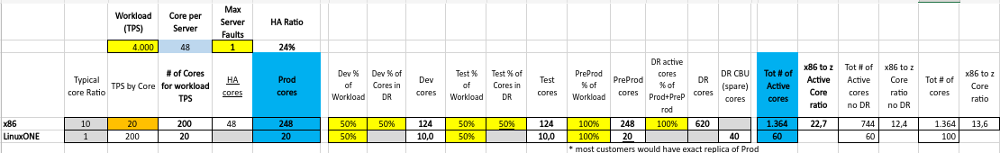 Workload (TPS) Core per Server Max Server Faults HA Ratio
4.000 48 1 24%
Typical core Ratio TPS by Core # of Cores for workload TPS HA cores Prod cores Dev % of Workload Dev % of Cores in DR Dev cores Test % of Workload Test % of Cores in DR Test cores PreProd % of Workload PreProd cores DR active cores % of Prod+PreP rod DR cores DR CBU (spare) cores Tot # of Active cores x86 to z Active Core ratio Tot # of Active cores no DR x86 to z Core ratio no DR Tot # of cores x86 to z Core ratio
x86 10 20 200 48 248 50% 50% 124 50% 50% 124 100% 248 100% 620 1.364 22,7 744 12,4 1.364 13,6
LinuxONE 1 200 20 20 50% 10,0 50% 10,0 100% 20 40 60 60 100
* most customers would have exact replica of Prod